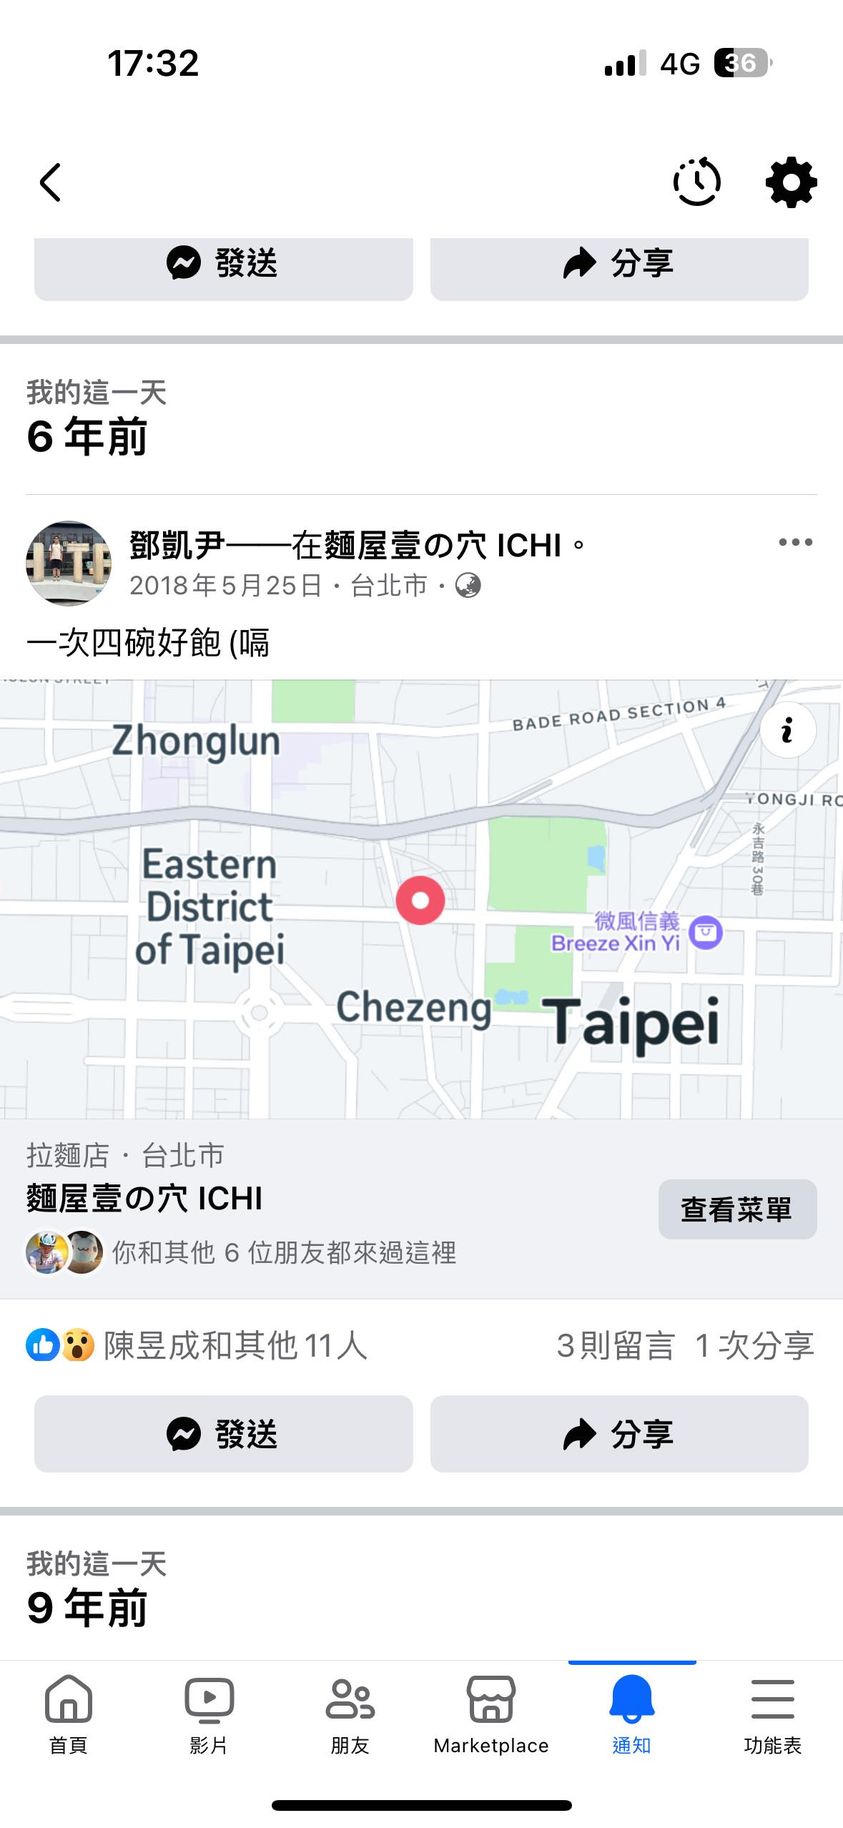 17:32
4G 36
發送
分享
我的這一天
6 年前
鄧凱尹——在麵屋壹の穴 ICHI。
2018年5月25日 · 台北市 ·
一次四碗好飽 (嗝
BADE ROAD SECTION 4
Zhonglun
YONGJI RO
永吉路30巷
Eastern
District
of Taipei
微風信義
Breeze Xin Yi
Chezeng
Taipei
拉麵店 · 台北市
麵屋壹の穴 ICHI
查看菜單
你和其他 6 位朋友都來過這裡
陳昱成和其他 11 人
3 則留言 1 次分享
發送
分享
我的這一天
9 年前
首頁
影片
朋友
Marketplace
通知
功能表